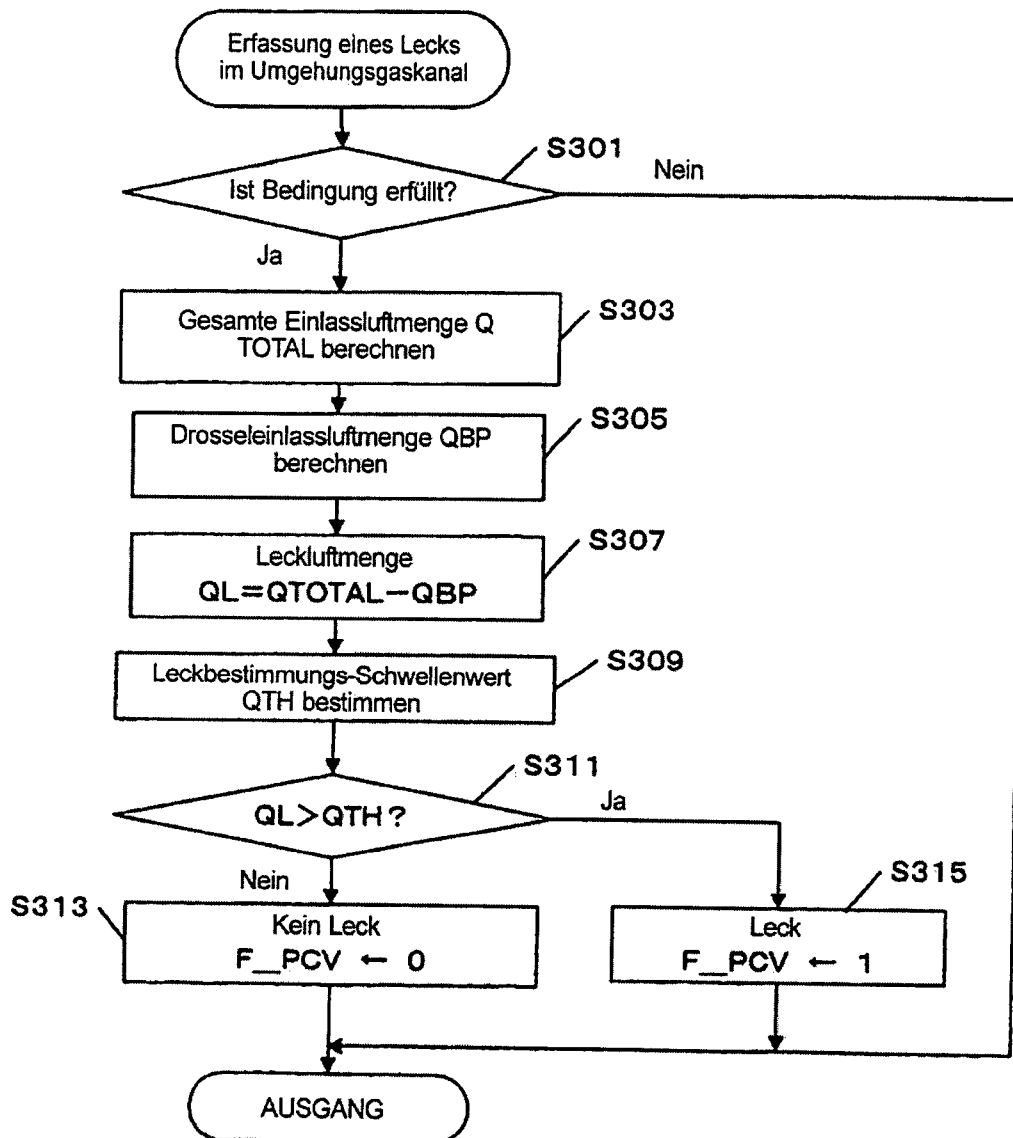 Erfassung eines Lecks
im Umgehungsgaskanal
S301
Nein
Ist Bedingung erfüllt?
Ja
S303
Gesamte Einlassluftmenge Q
TOTAL berechnen
S305
Drosseleinlassluftmenge QBP
berechnen
S307
Leckluftmenge
QL=QTOTAL−QBP
S309
Leckbestimmungs-Schwellenwert
QTH bestimmen
S311
Ja
QL>QTH?
Nein
S313
Kein Leck
F__PCV ← 0
S315
Leck
F__PCV ← 1
AUSGANG